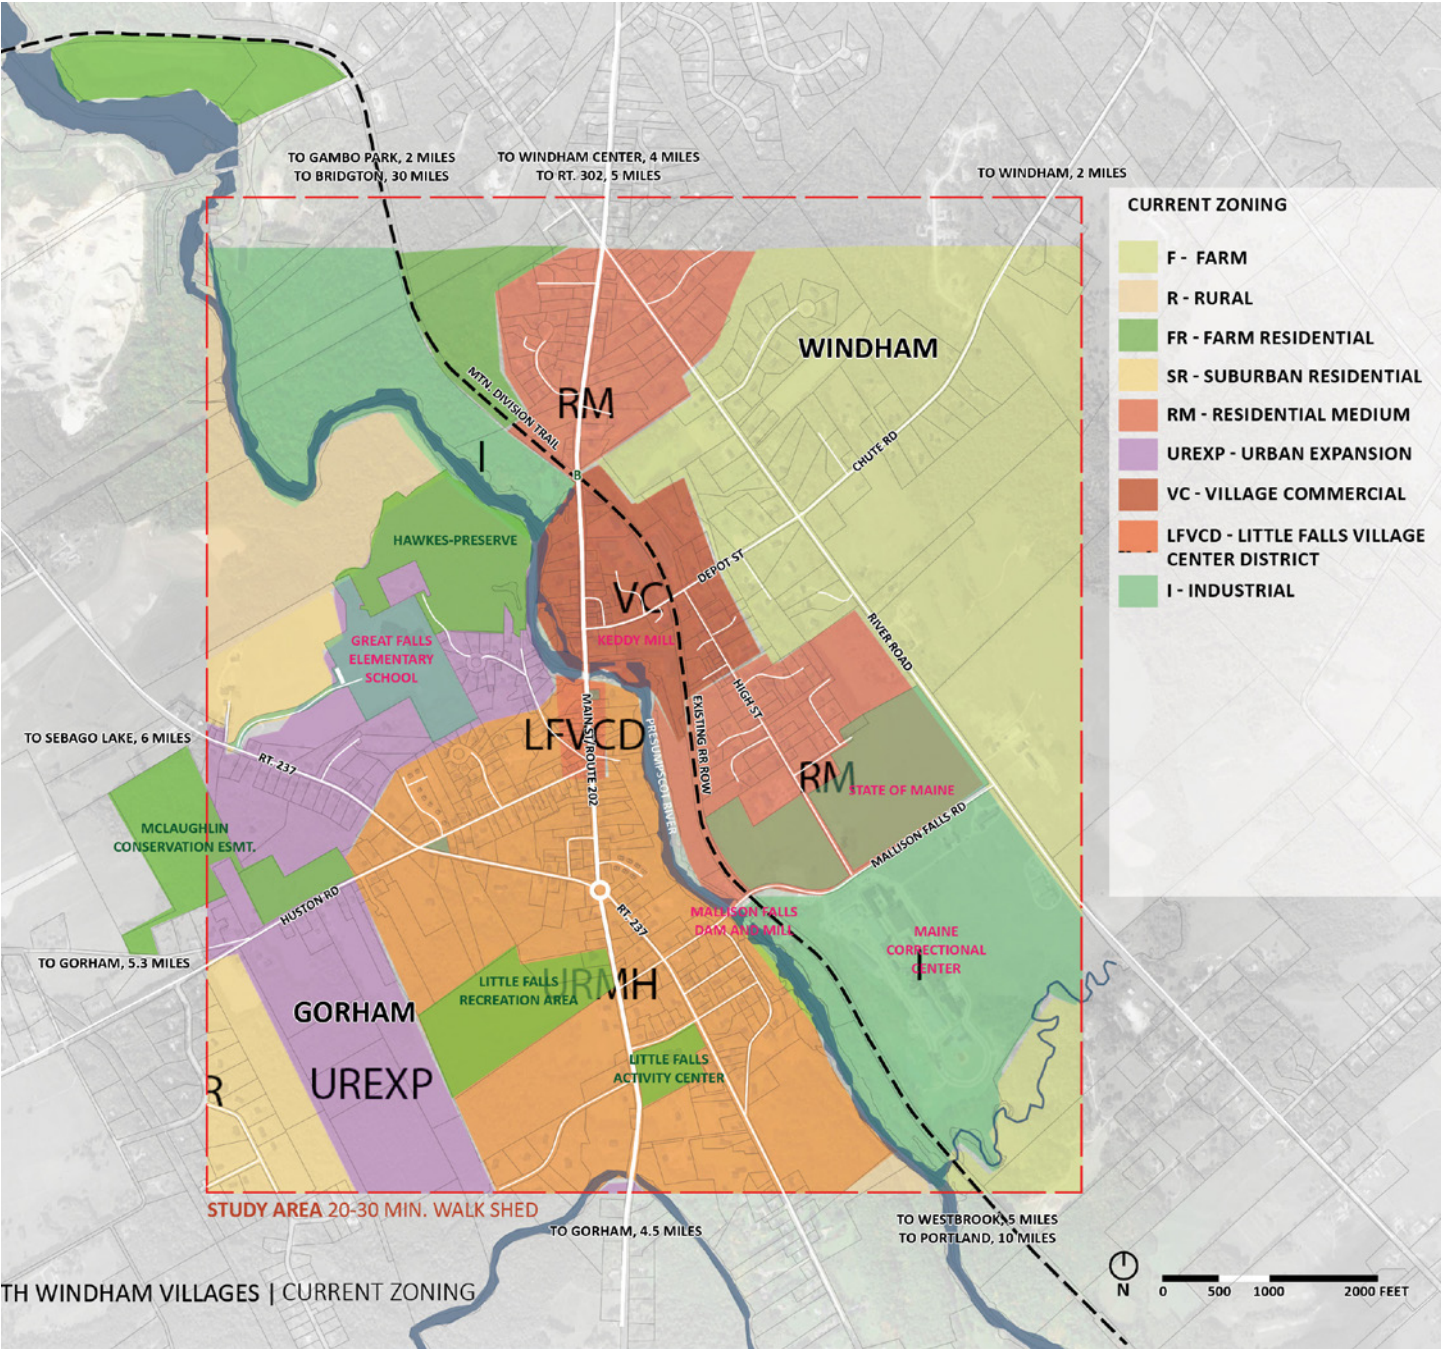 TO GAMBO PARK, 2 MILES
TO BRIDGTON, 30 MILES
TO WINDHAM CENTER, 4 MILES
TO RT. 302, 5 MILES
TO WINDHAM, 2 MILES
CURRENT ZONING
F - FARM
R - RURAL
FR - FARM RESIDENTIAL
SR - SUBURBAN RESIDENTIAL
RM - RESIDENTIAL MEDIUM
UREXP - URBAN EXPANSION
VC - VILLAGE COMMERCIAL
LFVCD - LITTLE FALLS VILLAGE
CENTER DISTRICT
I - INDUSTRIAL
WINDHAM
MTN. DIVISION TRAIL
RM
I
B
CHUTE RD
HAWKES-PRESERVE
DEPOT ST
VC
KEDDY MILL
RIVER ROAD
GREAT FALLS
ELEMENTARY
SCHOOL
HIGH ST
MAIN ST/ROUTE 202
EXISTING RR ROW
PRESUMPSCOT RIVER
LFVCD
TO SEBAGO LAKE, 6 MILES
RT. 237
RM
STATE OF MAINE
MALLISON FALLS RD
MCLAUGHLIN
CONSERVATION ESMT.
HUSTON RD
RT. 237
MALLISON FALLS
DAM AND MILL
MAINE
CORRECTIONAL
CENTER
I
TO GORHAM, 5.3 MILES
LITTLE FALLS
RECREATION AREA
URMH
GORHAM
LITTLE FALLS
ACTIVITY CENTER
UREXP
R
STUDY AREA 20-30 MIN. WALK SHED
TO GORHAM, 4.5 MILES
TO WESTBROOK, 5 MILES
TO PORTLAND, 10 MILES
TH WINDHAM VILLAGES | CURRENT ZONING
N
0 500 1000 2000 FEET